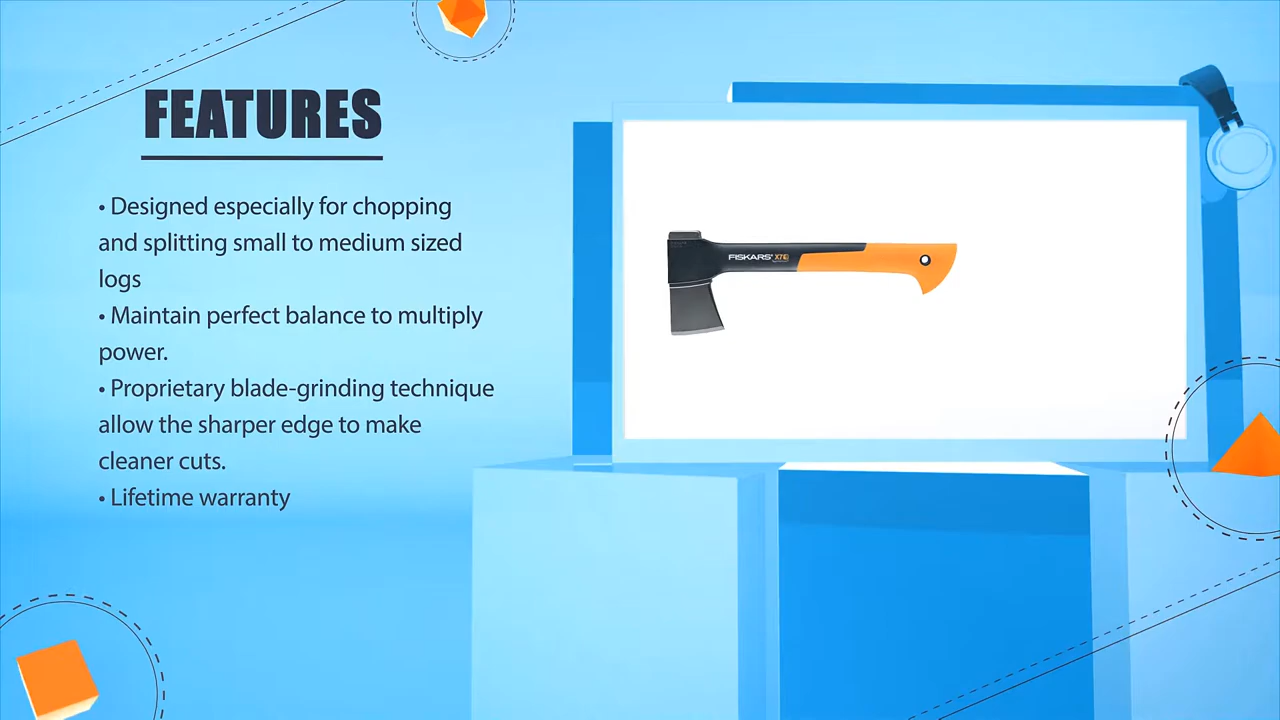 FEATURES
• Designed especially for chopping
and splitting small to medium sized
logs
• Maintain perfect balance to multiply
power.
• Proprietary blade-grinding technique
allow the sharper edge to make
cleaner cuts.
• Lifetime warranty
FISKARS X7